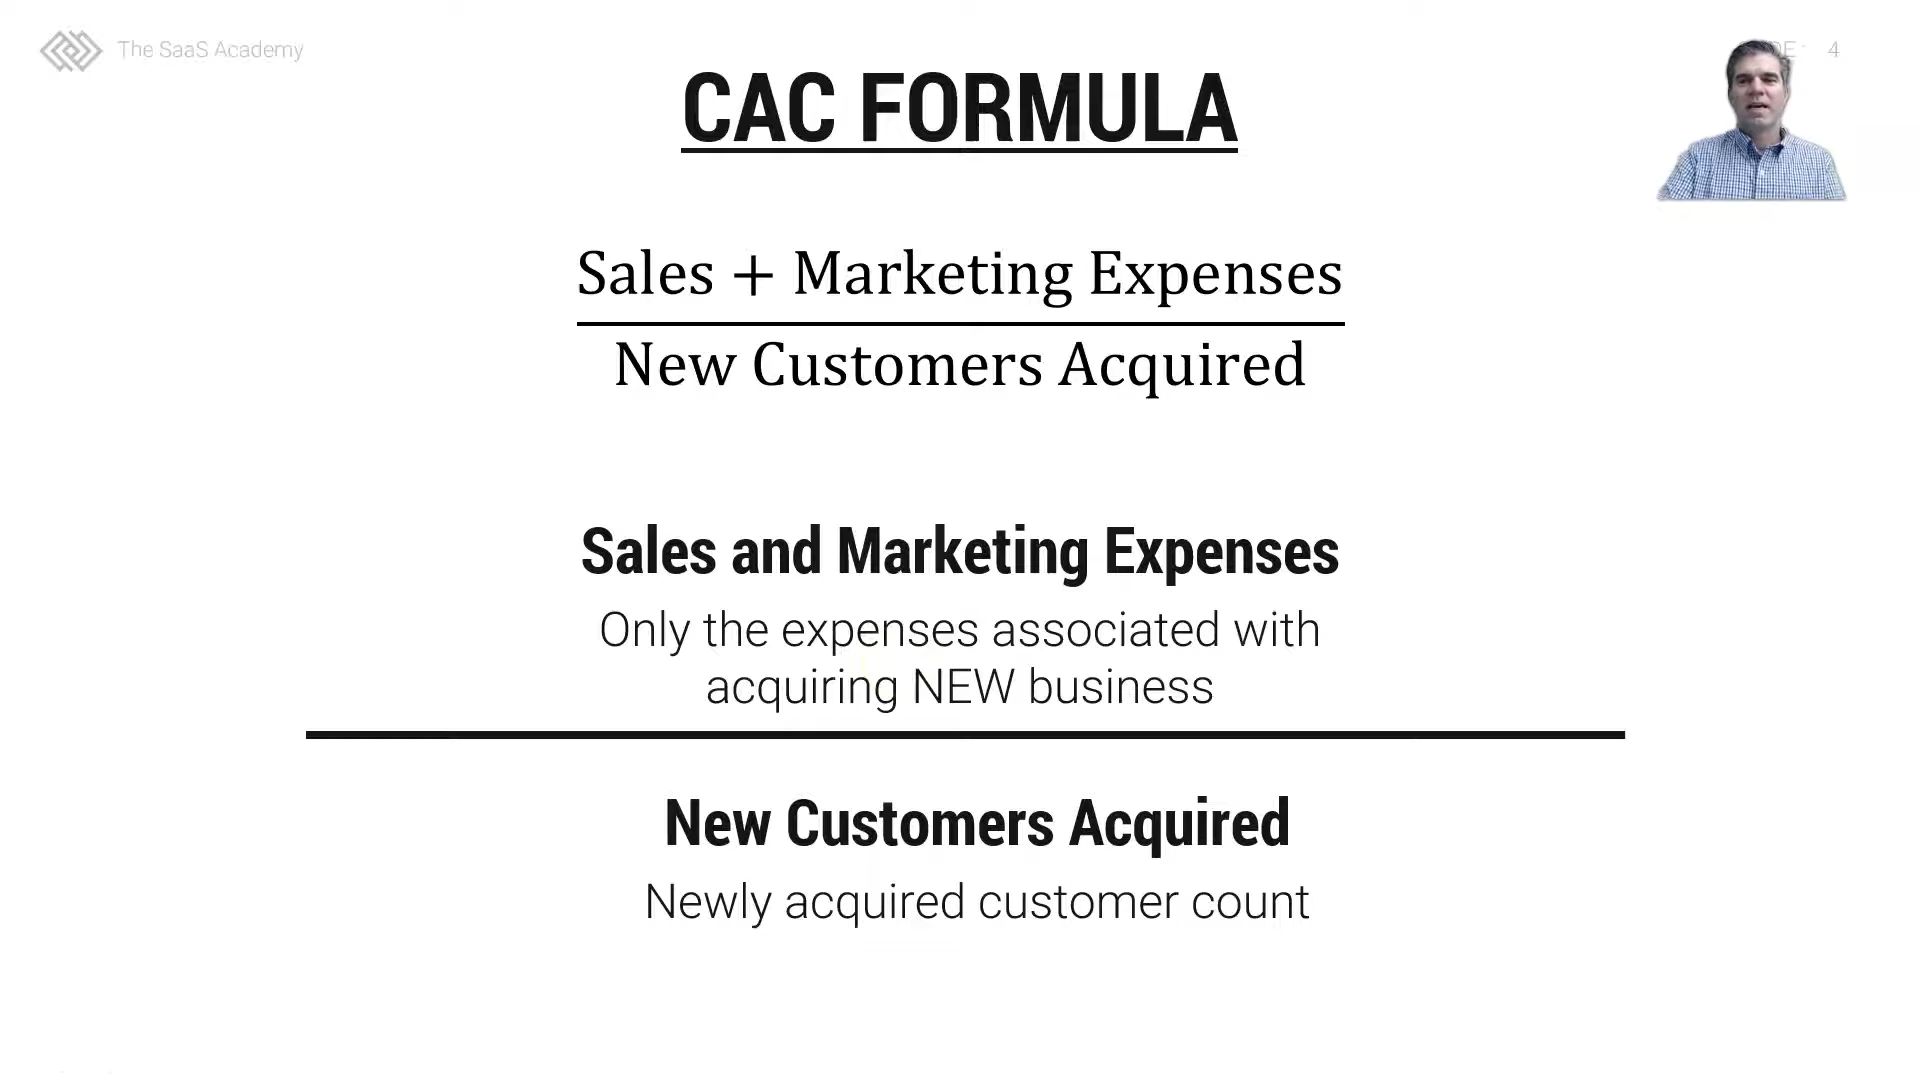 The SaaS Academy
4
CAC FORMULA
Sales + Marketing Expenses
New Customers Acquired
Sales and Marketing Expenses
Only the expenses associated with
acquiring NEW business
New Customers Acquired
Newly acquired customer count